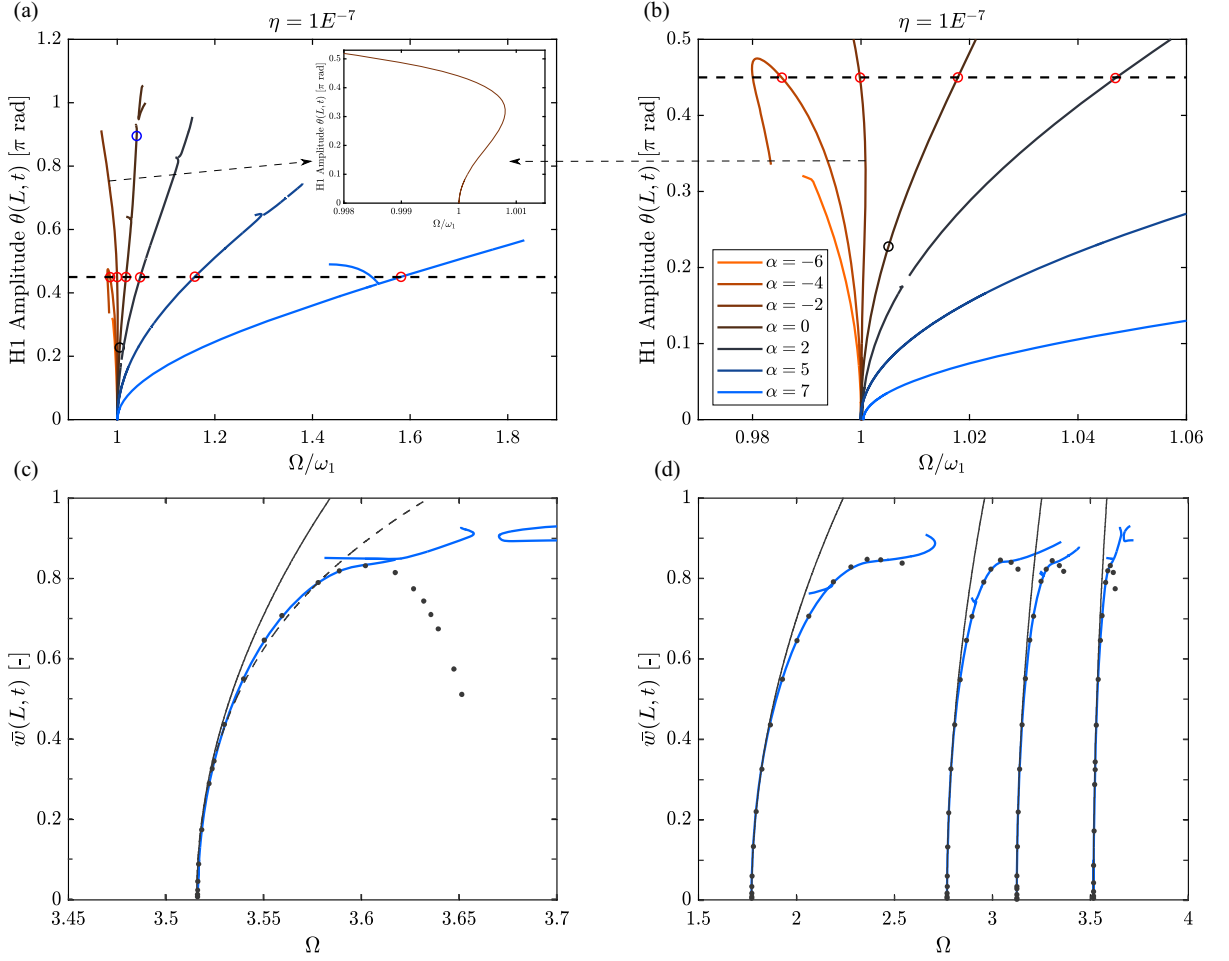 (a)
η = 1E⁻⁷
H1 Amplitude θ(L, t) [π rad]
1.2
1
0.8
0.6
0.4
0.2
0
1
1.2
1.4
1.6
1.8
Ω/ω₁
H1 Amplitude θ(L, t) [π rad]
0.5
0.4
0.3
0.2
0.1
0
0.998
0.999
1
1.001
Ω/ω₁
(b)
η = 1E⁻⁷
H1 Amplitude θ(L, t) [π rad]
0.5
0.4
0.3
0.2
0.1
0
α = −6
α = −4
α = −2
α = 0
α = 2
α = 5
α = 7
0.98
1
1.02
1.04
1.06
Ω/ω₁
(c)
w̄(L, t) [-]
1
0.8
0.6
0.4
0.2
0
3.45
3.5
3.55
3.6
3.65
3.7
Ω
(d)
w̄(L, t) [-]
1
0.8
0.6
0.4
0.2
0
1.5
2
2.5
3
3.5
4
Ω